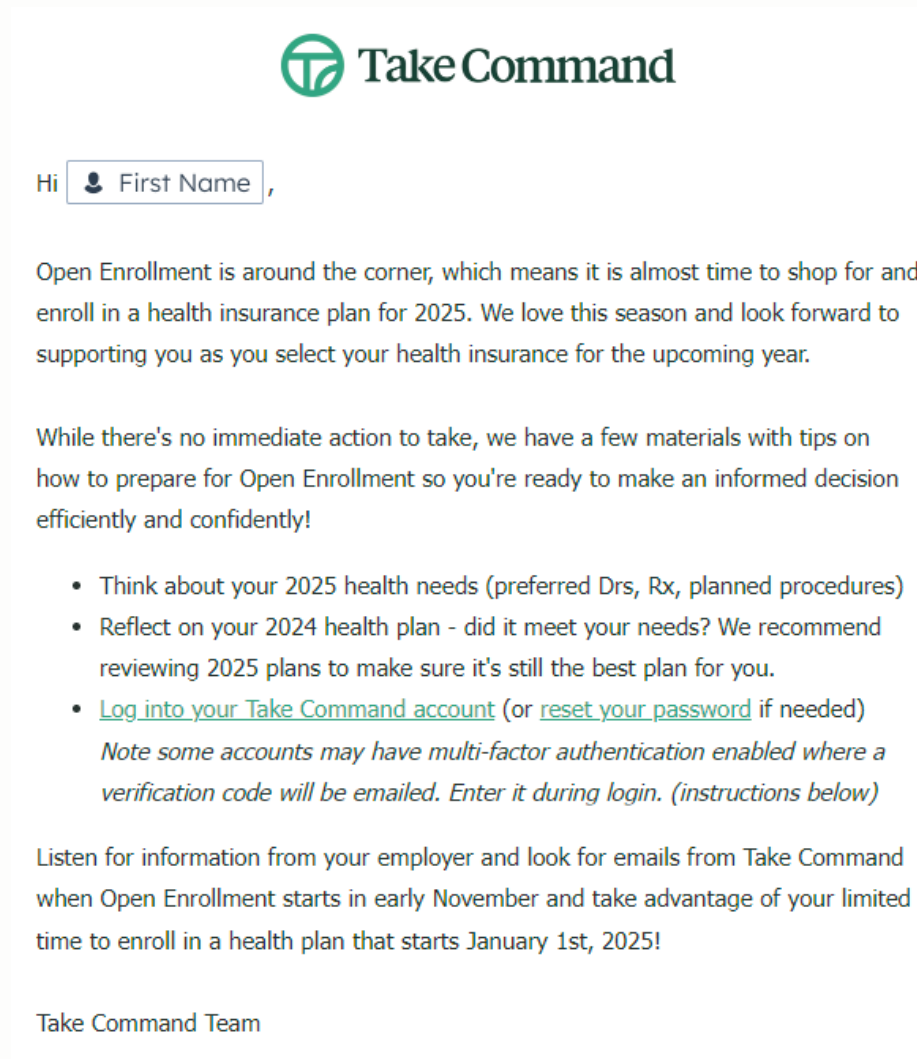 Take Command
Hi First Name ,
Open Enrollment is around the corner, which means it is almost time to shop for and
enroll in a health insurance plan for 2025. We love this season and look forward to
supporting you as you select your health insurance for the upcoming year.
While there's no immediate action to take, we have a few materials with tips on
how to prepare for Open Enrollment so you're ready to make an informed decision
efficiently and confidently!
• Think about your 2025 health needs (preferred Drs, Rx, planned procedures)
• Reflect on your 2024 health plan - did it meet your needs? We recommend
reviewing 2025 plans to make sure it's still the best plan for you.
• Log into your Take Command account (or reset your password if needed)
Note some accounts may have multi-factor authentication enabled where a
verification code will be emailed. Enter it during login. (instructions below)
Listen for information from your employer and look for emails from Take Command
when Open Enrollment starts in early November and take advantage of your limited
time to enroll in a health plan that starts January 1st, 2025!
Take Command Team